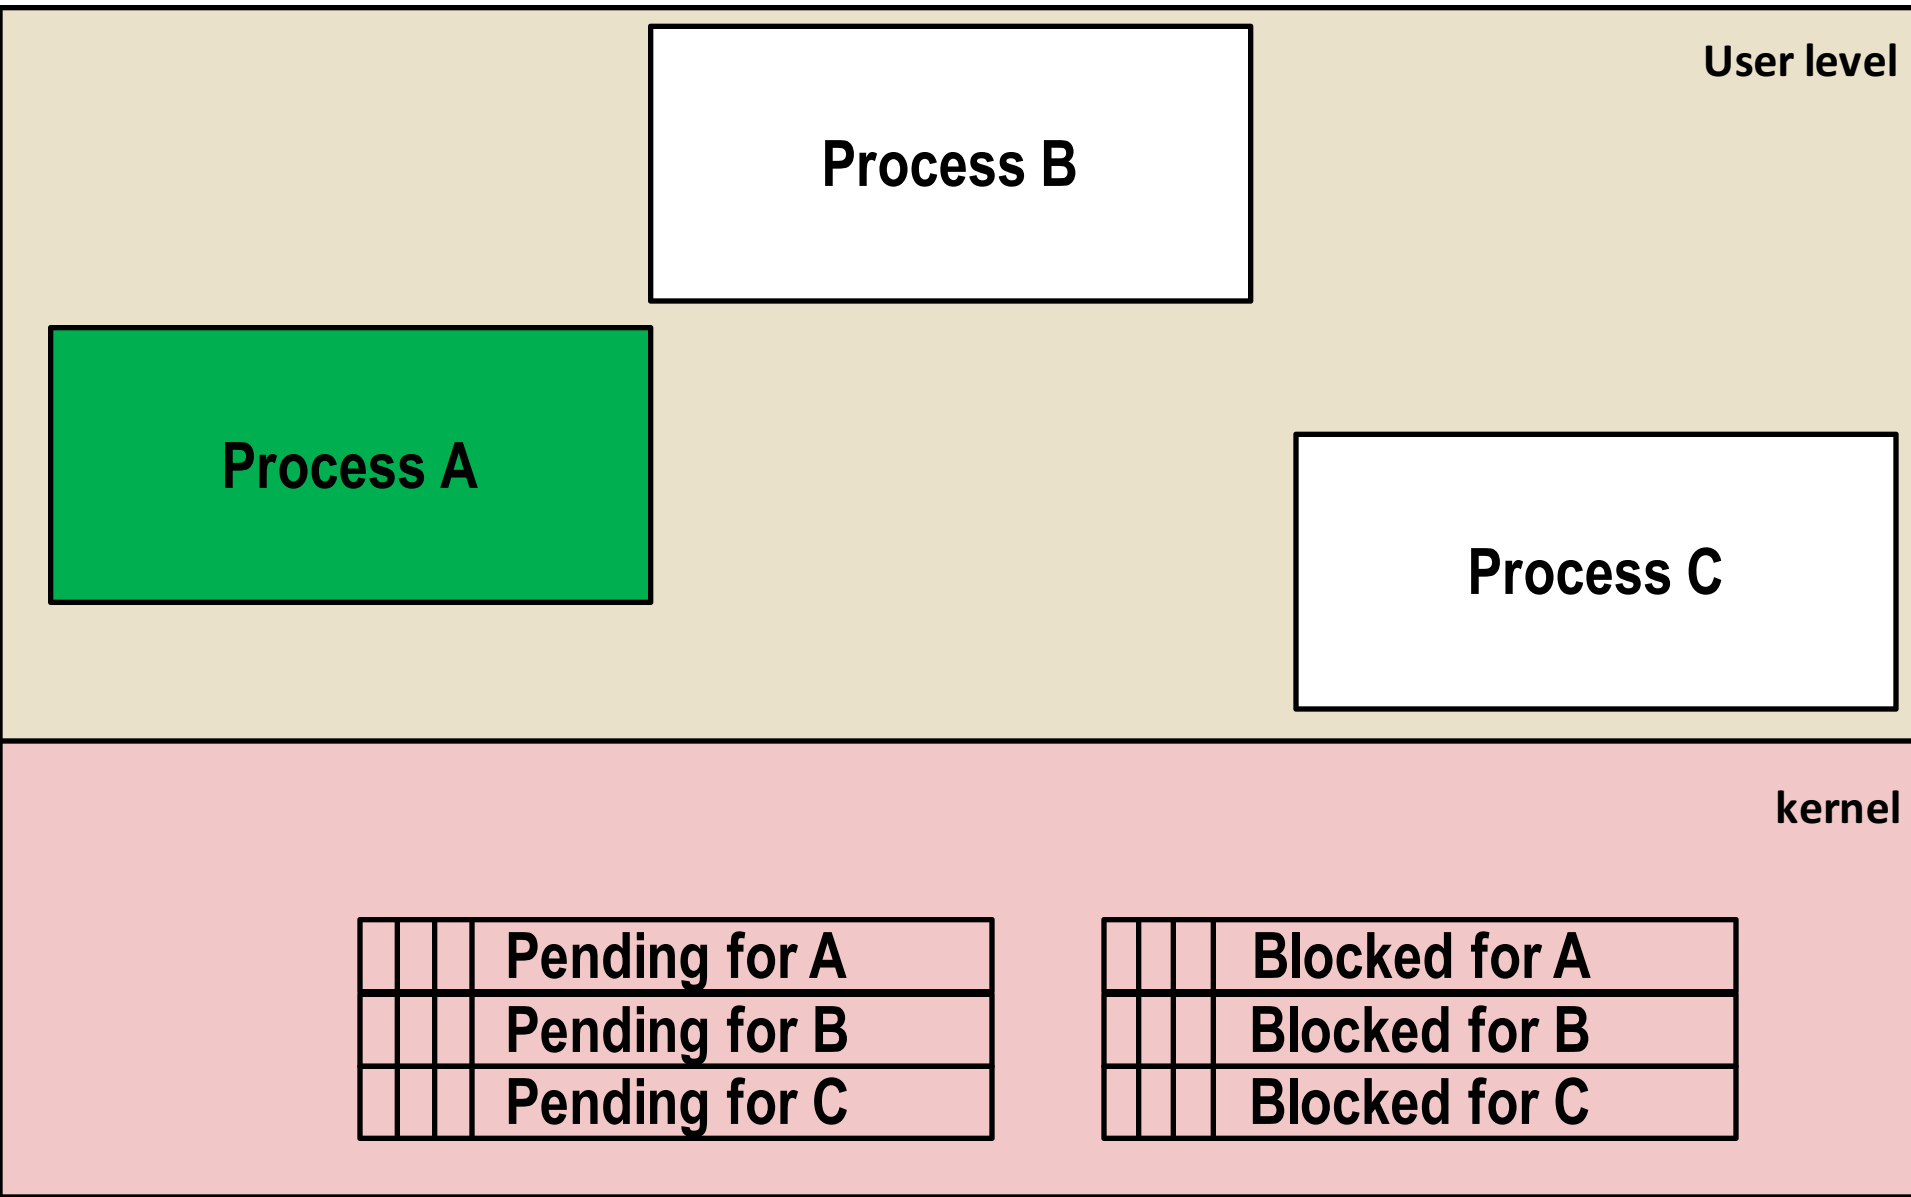 User level
Process B
Process A
Process C
kernel
Pending for A
Blocked for A
Pending for B
Blocked for B
Pending for C
Blocked for C